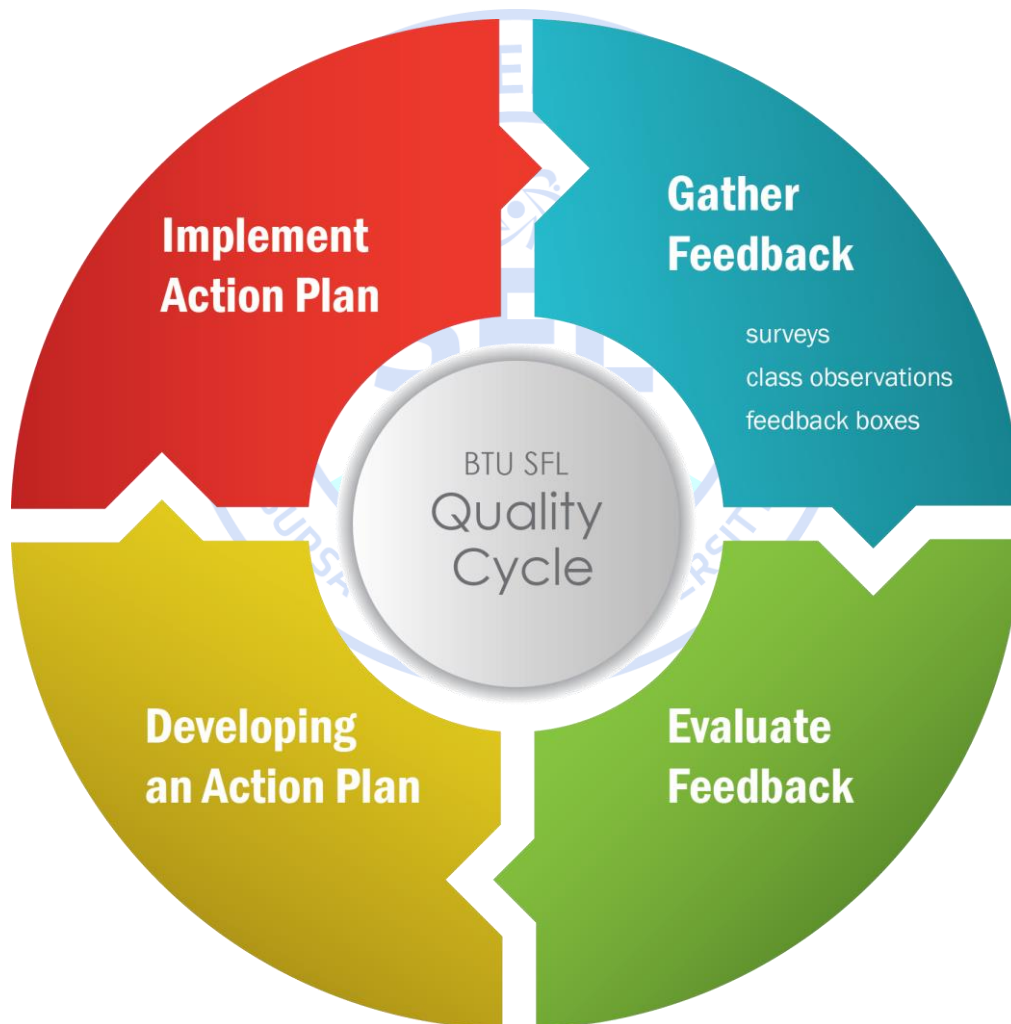 Implement
Action Plan
Gather
Feedback
surveys
class observations
feedback boxes
BTU SFL
Quality
Cycle
Developing
an Action Plan
Evaluate
Feedback